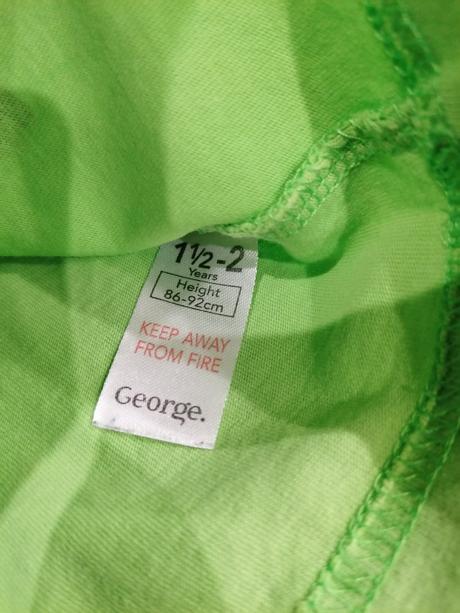 1½-2
Years
Height
86-92cm
KEEP AWAY
FROM FIRE
George.